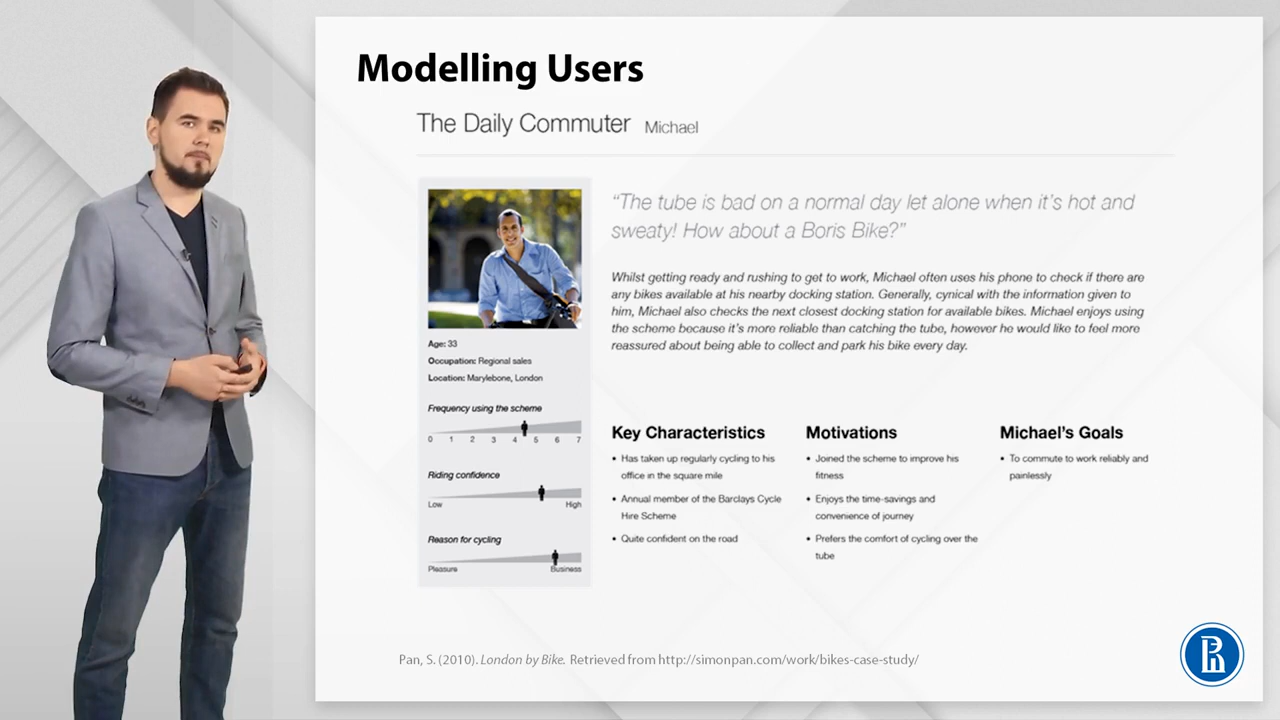 Modelling Users
The Daily Commuter Michael
“The tube is bad on a normal day let alone when it’s hot and
sweaty! How about a Boris Bike?”
Whilst getting ready and rushing to get to work, Michael often uses his phone to check if there are
any bikes available at his nearby docking station. Generally, cynical with the information given to
him, Michael also checks the next closest docking station for available bikes. Michael enjoys using
the scheme because it’s more reliable than catching the tube, however he would like to feel more
reassured about being able to collect and park his bike every day.
Age: 33
Occupation: Regional sales
Location: Marylebone, London
Frequency using the scheme
0 1 2 3 4 5 6 7
Riding confidence
Low High
Reason for cycling
Pleasure Business
Key Characteristics
• Has taken up regularly cycling to his
office in the square mile
• Annual member of the Barclays Cycle
Hire Scheme
• Quite confident on the road
Motivations
• Joined the scheme to improve his
fitness
• Enjoys the time-savings and
convenience of journey
• Prefers the comfort of cycling over the
tube
Michael’s Goals
• To commute to work reliably and
painlessly
Pan, S. (2010). London by Bike. Retrieved from http://simonpan.com/work/bikes-case-study/